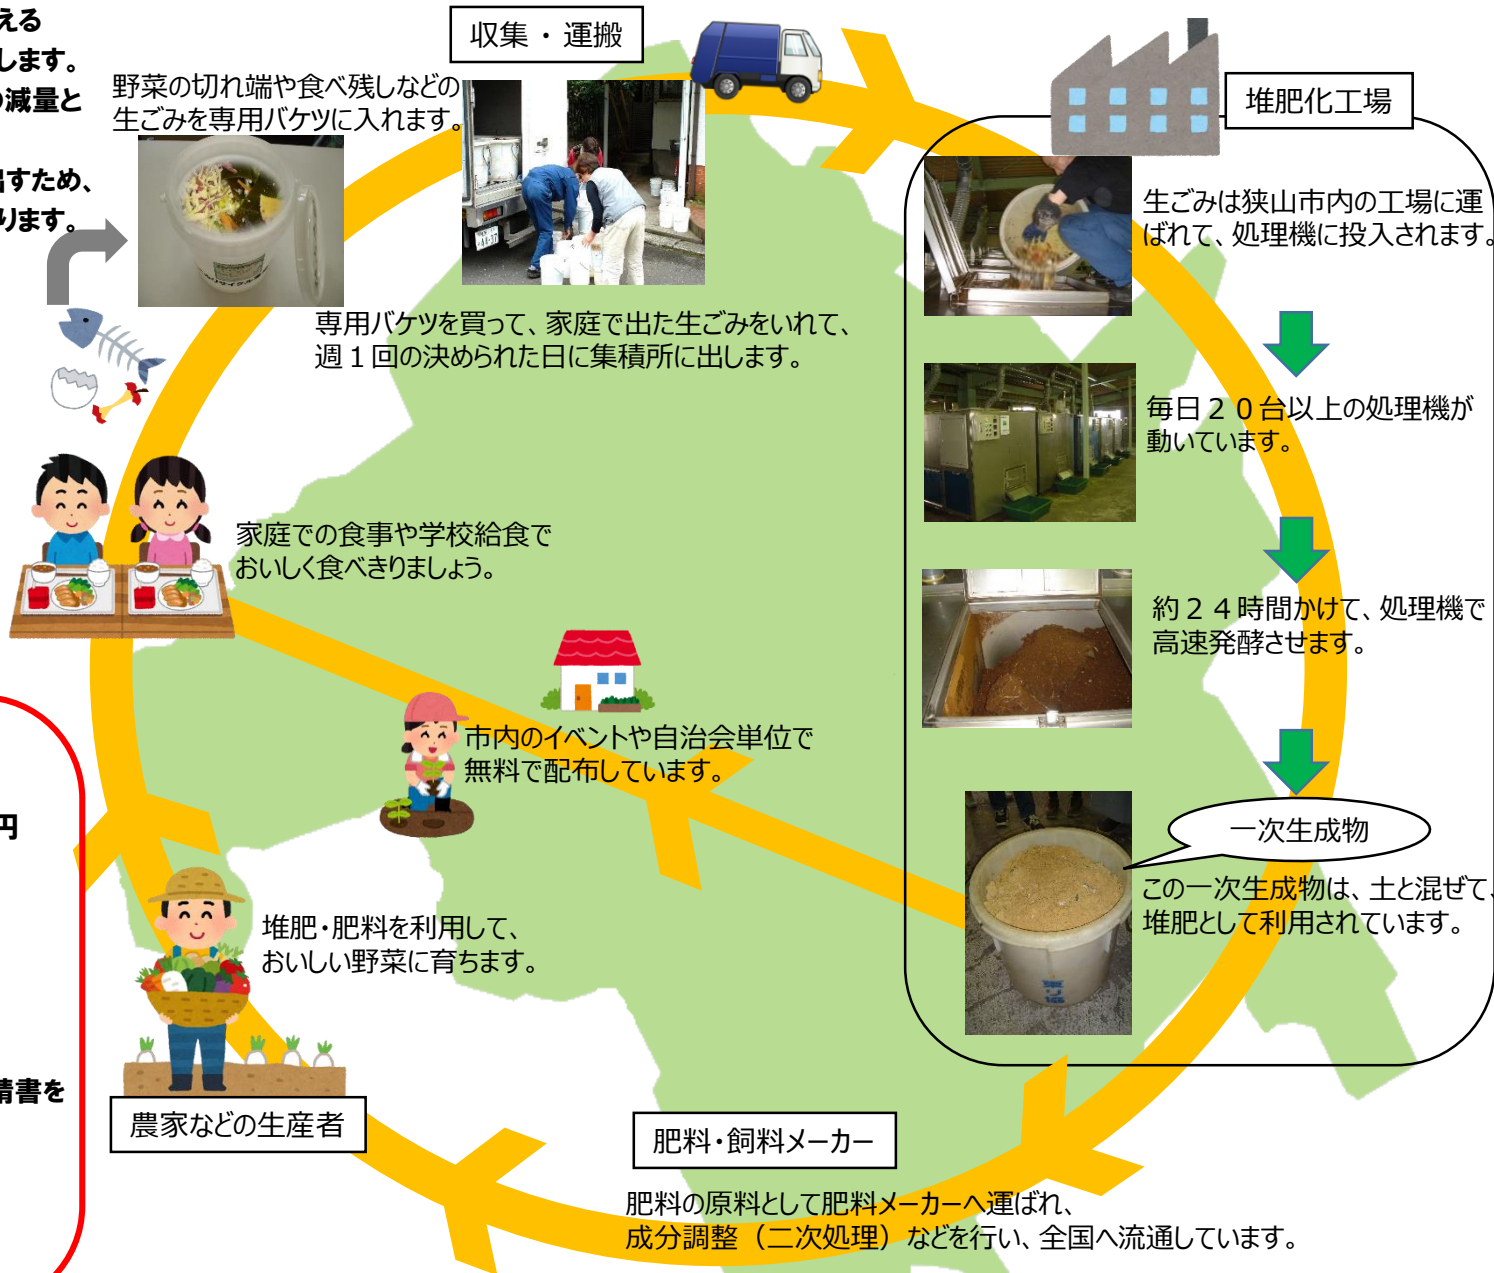 える
します。
の減量と
出すため、
ります。
収集・運搬
野菜の切れ端や食べ残しなどの
生ごみを専用バケツに入れます。
専用バケツを買って、家庭で出た生ごみをいれて、
週１回の決められた日に集積所に出します。
堆肥化工場
生ごみは狭山市内の工場に運
ばれて、処理機に投入されます。
毎日２０台以上の処理機が
動いています。
約２４時間かけて、処理機で
高速発酵させます。
一次生成物
この一次生成物は、土と混ぜて、
堆肥として利用されています。
家庭での食事や学校給食で
おいしく食べきりましょう。
市内のイベントや自治会単位で
無料で配布しています。
円
堆肥・肥料を利用して、
おいしい野菜に育ちます。
請書を
農家などの生産者
肥料・飼料メーカー
肥料の原料として肥料メーカーへ運ばれ、
成分調整（二次処理）などを行い、全国へ流通しています。